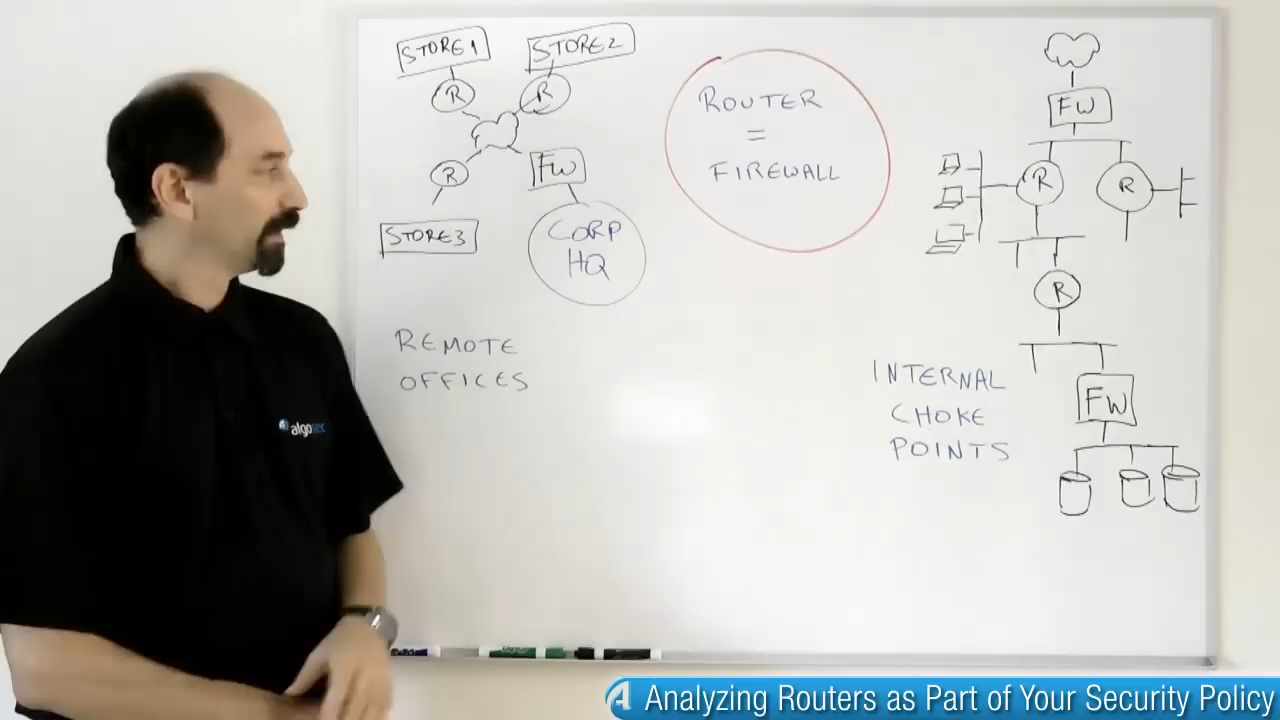 STORE1
STORE2
R
R
R
FW
STORE3
CORP
HQ
REMOTE
OFFICES
ROUTER
=
FIREWALL
FW
R
R
R
INTERNAL
CHOKE
POINTS
FW
algosec
Analyzing Routers as Part of Your Security Policy